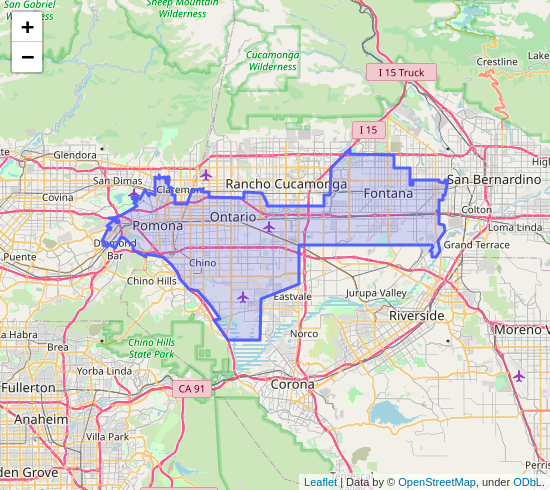 San Gabriel
Wilderness
Sheep Mountain
Wilderness
+
−
Cucamonga
Wilderness
I 15 Truck
Crestline
Lake
I 15
Glendora
San Dimas
Claremont
Rancho Cucamonga
San Bernardino
High
Covina
Fontana
Ontario
Pomona
Colton
Loma Linda
Diamond
Bar
Grand Terrace
Puente
Chino
Chino Hills
Eastvale
Jurupa Valley
Riverside
Moreno V
a Habra
Brea
Norco
Chino Hills
State Park
Yorba Linda
Fullerton
CA 91
Corona
Anaheim
Villa Park
den Grove
Perris
Leaflet | Data by © OpenStreetMap, under ODbL.